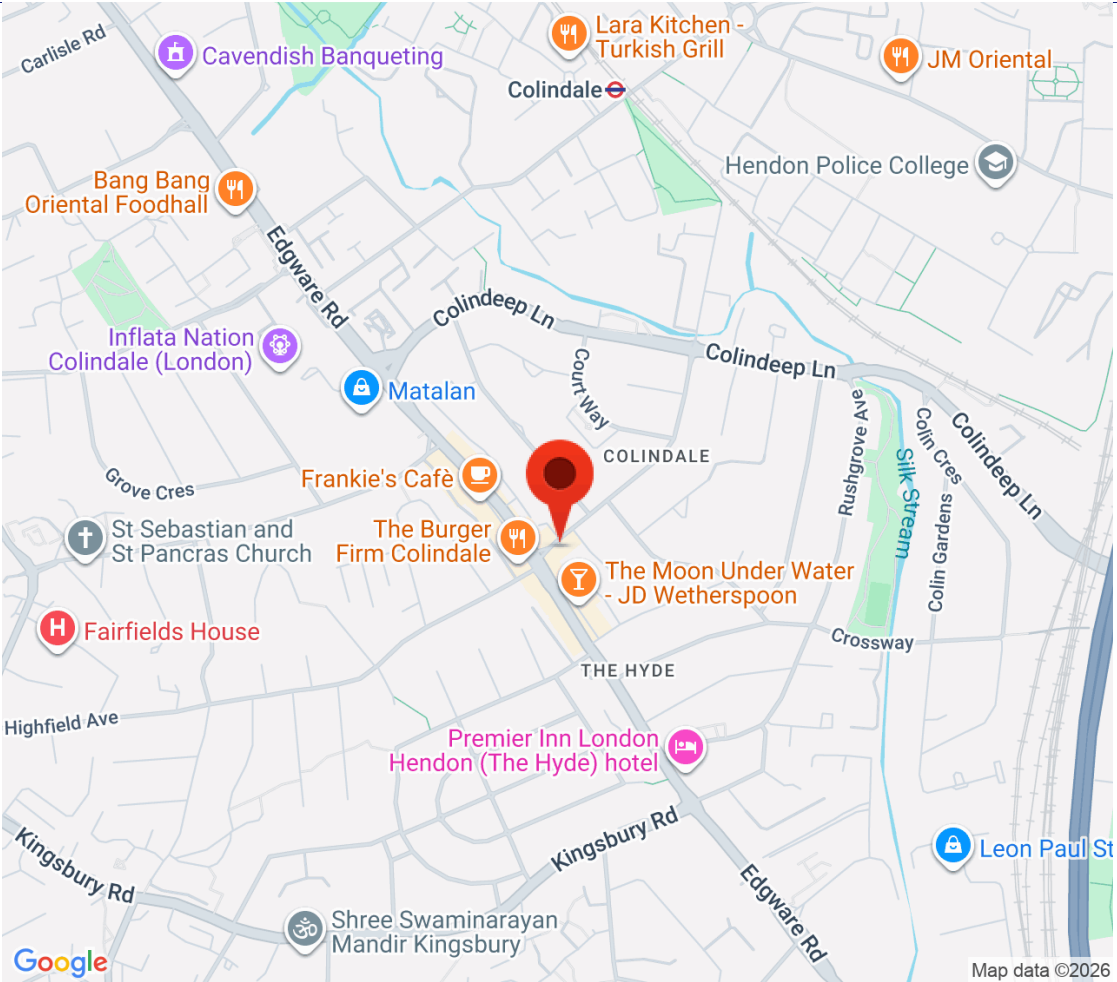 Carlisle Rd
Cavendish Banqueting
Lara Kitchen -
Turkish Grill
JM Oriental
Colindale
Hendon Police College
Bang Bang
Oriental Foodhall
Edgware Rd
Colindeep Ln
Inflata Nation
Colindale (London)
Matalan
Court Way
Colindeep Ln
Rushgrove Ave
Colin Cres
Colindeep Ln
COLINDALE
Silk Stream
Colin Gardens
Frankie's Cafè
Grove Cres
St Sebastian and
St Pancras Church
The Burger
Firm Colindale
The Moon Under Water
- JD Wetherspoon
H
Fairfields House
Crossway
THE HYDE
Highfield Ave
Premier Inn London
Hendon (The Hyde) hotel
Kingsbury Rd
Kingsbury Rd
Leon Paul St
Edgware Rd
ॐ
Shree Swaminarayan
Mandir Kingsbury
Google
Map data ©2026